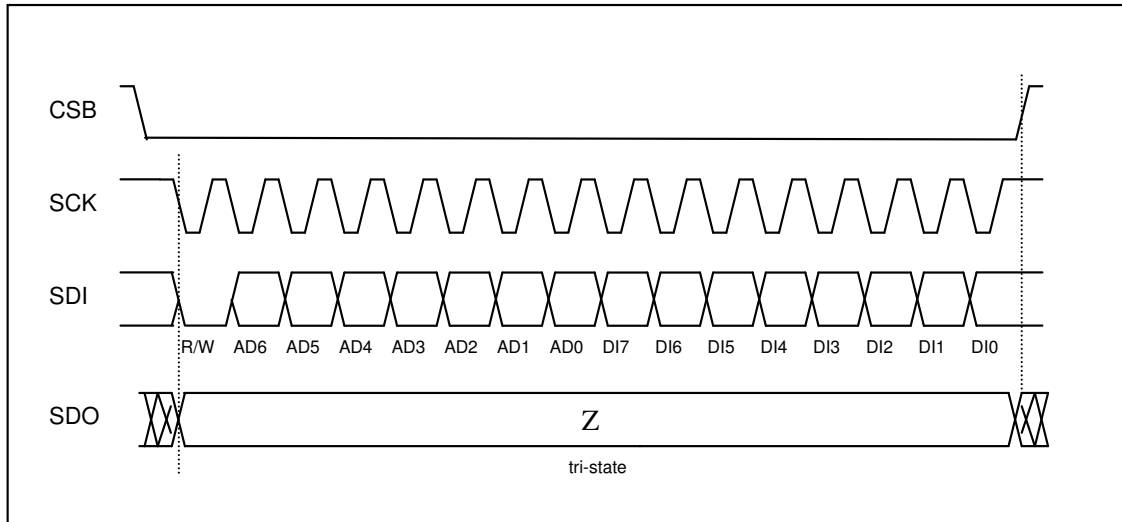 CSB
SCK
SDI
R/W AD6 AD5 AD4 AD3 AD2 AD1 AD0 DI7 DI6 DI5 DI4 DI3 DI2 DI1 DI0
SDO
Z
tri-state